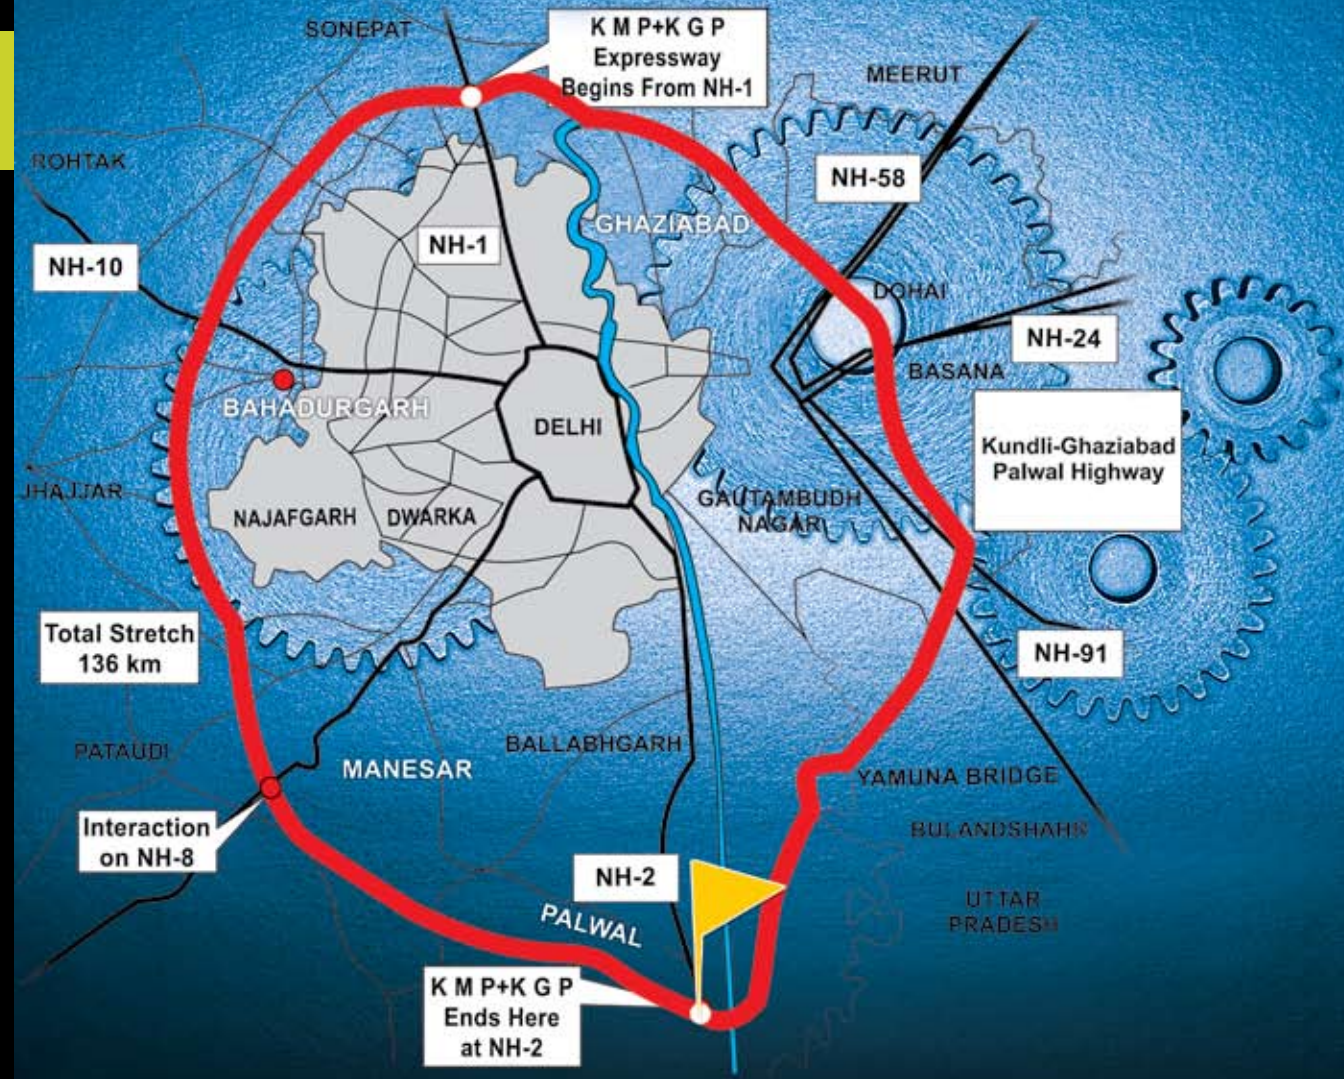 SONEPAT
K M P+K G P
Expressway
Begins From NH-1
MEERUT
ROHTAK
NH-58
GHAZIABAD
NH-1
NH-10
DOHAI
NH-24
BASANA
BAHADURGARH
DELHI
Kundli-Ghaziabad
Palwal Highway
JHAJJAR
NAJAFGARH
DWARKA
GAUTAMBUDH
NAGAR
Total Stretch
136 km
NH-91
PATAUDI
MANESAR
BALLABHGARH
YAMUNA BRIDGE
Interaction
on NH-8
BULANDSHAHR
NH-2
PALWAL
UTTAR
PRADESH
K M P+K G P
Ends Here
at NH-2